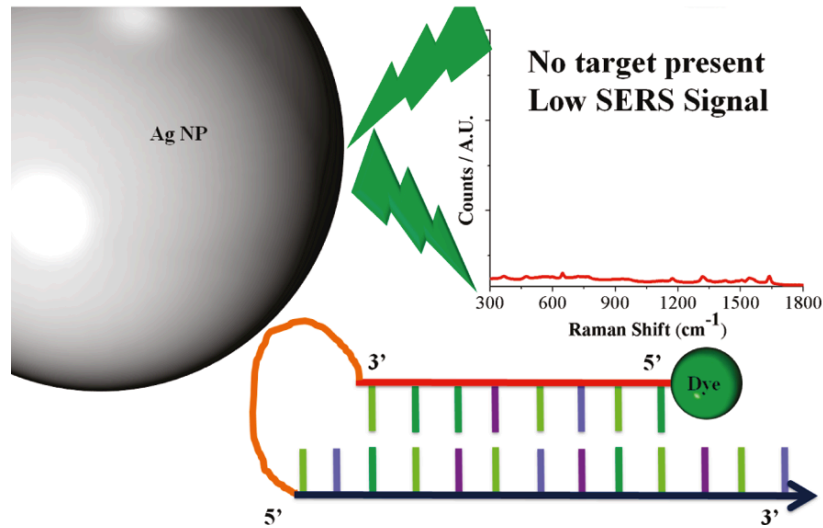 No target present
Low SERS Signal
Ag NP
Counts / A.U.
300 600 900 1200 1500 1800
Raman Shift (cm⁻¹)
3’ 5’
Dye
5’ 3’